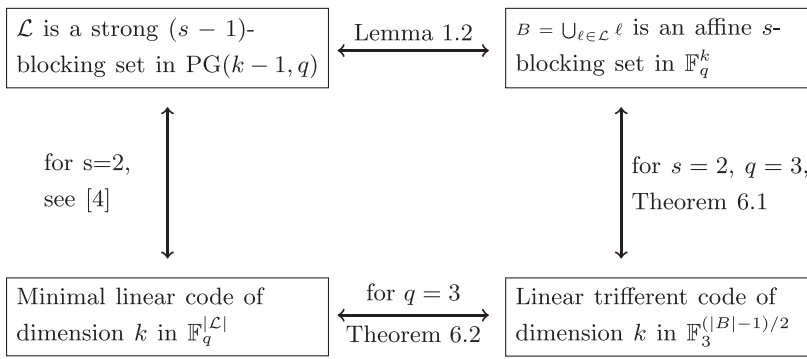 𝓛 is a strong (s − 1)-
blocking set in PG(k − 1, q)
Lemma 1.2
B = ⋃_{ℓ∈𝓛} ℓ is an affine s-
blocking set in 𝔽_q^k
for s=2,
see [4]
for s = 2, q = 3,
Theorem 6.1
Minimal linear code of
dimension k in 𝔽_q^{|𝓛|}
for q = 3
Theorem 6.2
Linear trifferent code of
dimension k in 𝔽_3^{(|B|−1)/2}